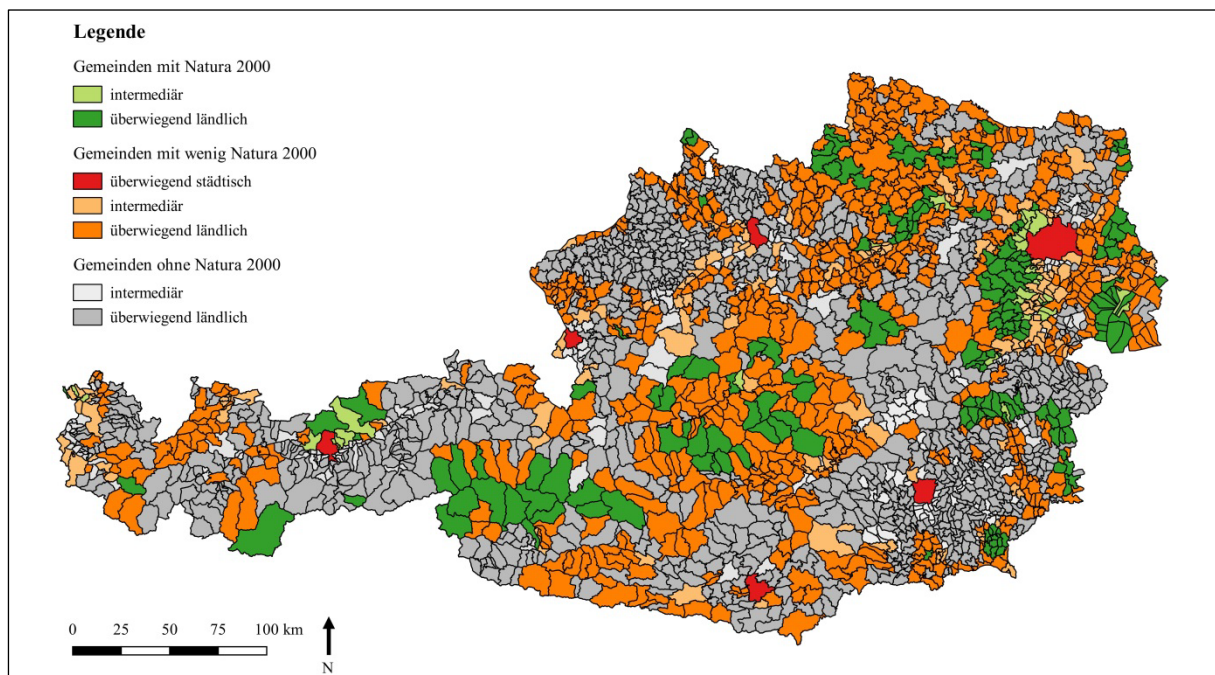 Legende
Gemeinden mit Natura 2000
intermediär
überwiegend ländlich
Gemeinden mit wenig Natura 2000
überwiegend städtisch
intermediär
überwiegend ländlich
Gemeinden ohne Natura 2000
intermediär
überwiegend ländlich
0 25 50 75 100 km
N